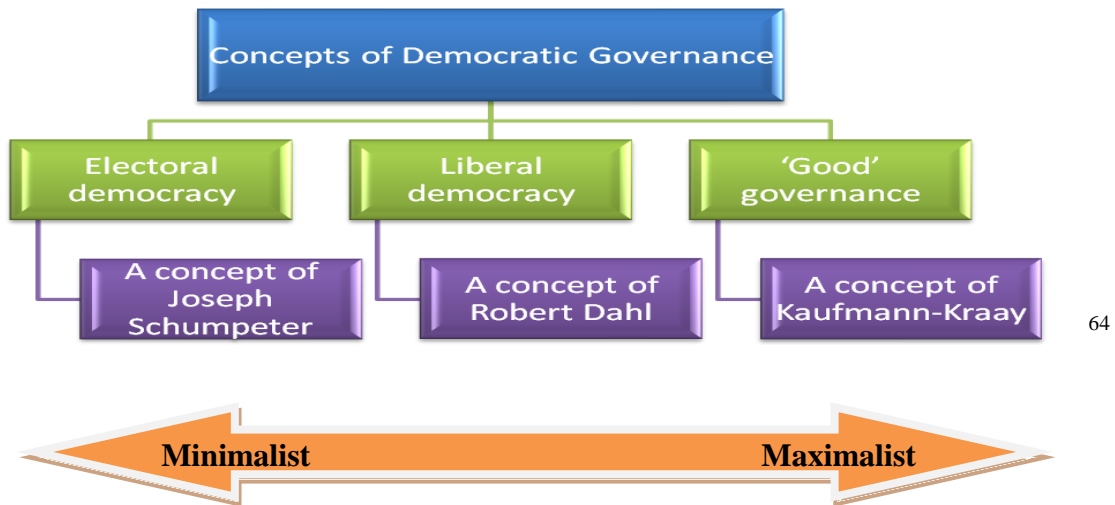 Concepts of Democratic Governance
Electoral
democracy
Liberal
democracy
‘Good’
governance
A concept of
Joseph
Schumpeter
A concept of
Robert Dahl
A concept of
Kaufmann-Kraay
64
Minimalist
Maximalist